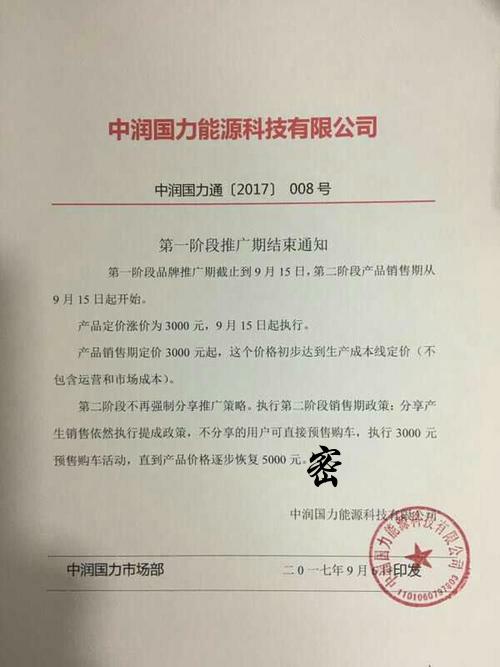 中润国力能源科技有限公司
中润国力通〔2017〕 008 号
第一阶段推广期结束通知
第一阶段品牌推广期截止到9月15日,第二阶段产品销售期从
9月15日起开始。
产品定价涨价为3000元,9月15日起执行。
产品销售期定价3000元起,这个价格初步达到生产成本线定价(不
包含运营和市场成本)。
第二阶段不再强制分享推广策略。执行第二阶段销售期政策:分享产
生销售依然执行提成政策,不分享的用户可直接预售购车,执行3000元
预售购车活动,直到产品价格逐步恢复5000元。
密
中润国力能源科技有限公司
中润国力能源科技有限公司
1101060797803
中润国力市场部
二〇一七年9月6日印发